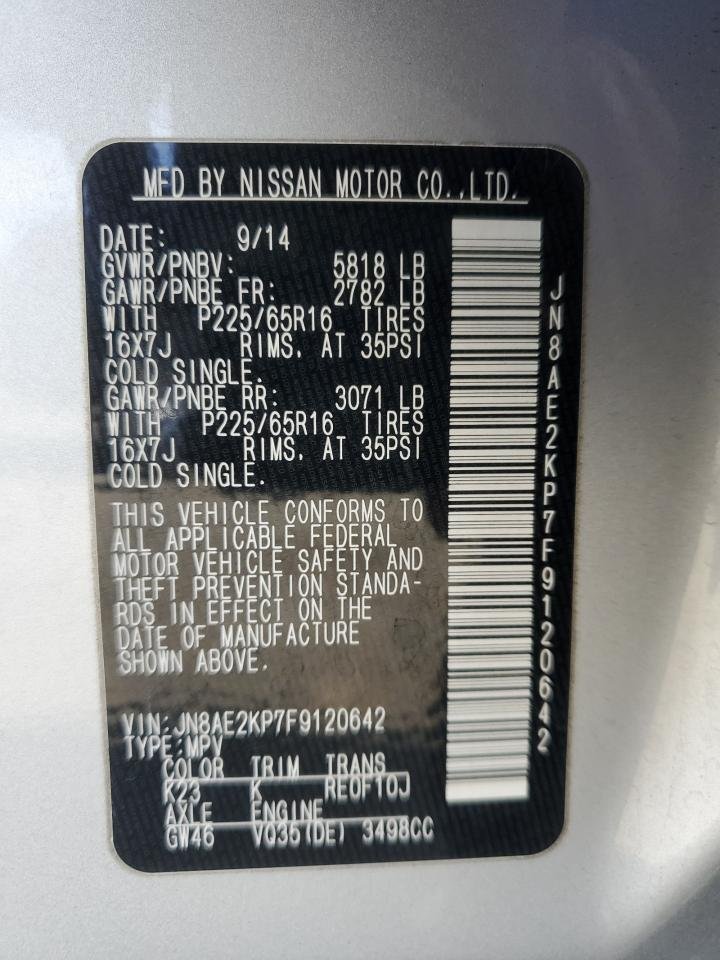 MFD BY NISSAN MOTOR CO.,LTD.
DATE: 9/14
GVWR/PNBV: 5818 LB
GAWR/PNBE FR: 2782 LB
WITH P225/65R16 TIRES
16X7J RIMS, AT 35PSI
COLD SINGLE.
GAWR/PNBE RR: 3071 LB
WITH P225/65R16 TIRES
16X7J RIMS, AT 35PSI
COLD SINGLE.
THIS VEHICLE CONFORMS TO
ALL APPLICABLE FEDERAL
MOTOR VEHICLE SAFETY AND
THEFT PREVENTION STANDA-
RDS IN EFFECT ON THE
DATE OF MANUFACTURE
SHOWN ABOVE.
VIN:JN8AE2KP7F9120642
TYPE:MPV
COLOR TRIM TRANS
K23 K RE0F10J
AXLE ENGINE
GW46 VQ35(DE) 3498CC
JN8AE2KP7F9120642